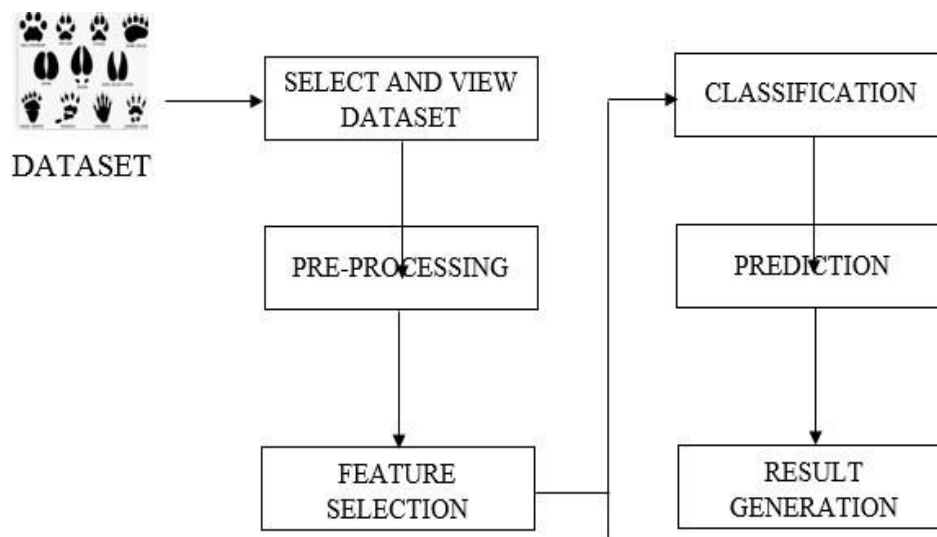 DATASET
SELECT AND VIEW
DATASET
PRE-PROCESSING
FEATURE
SELECTION
CLASSIFICATION
PREDICTION
RESULT
GENERATION